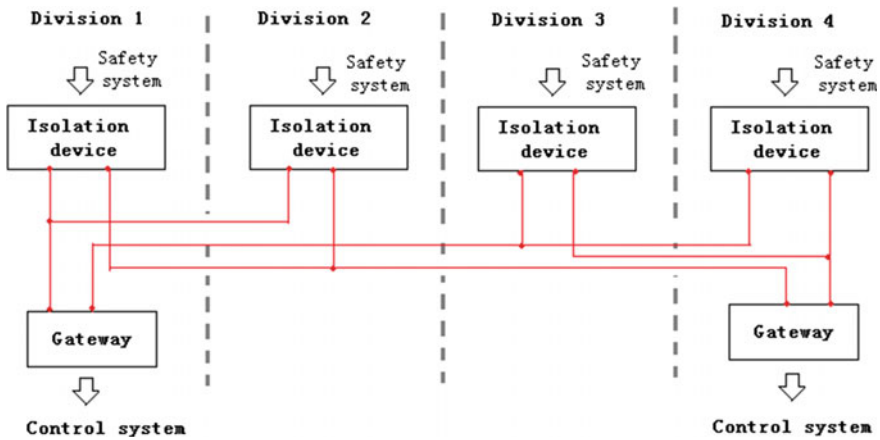 Division 1
Division 2
Division 3
Division 4
Safety
system
Safety
system
Safety
system
Safety
system
Isolation
device
Isolation
device
Isolation
device
Isolation
device
Gateway
Gateway
Control system
Control system